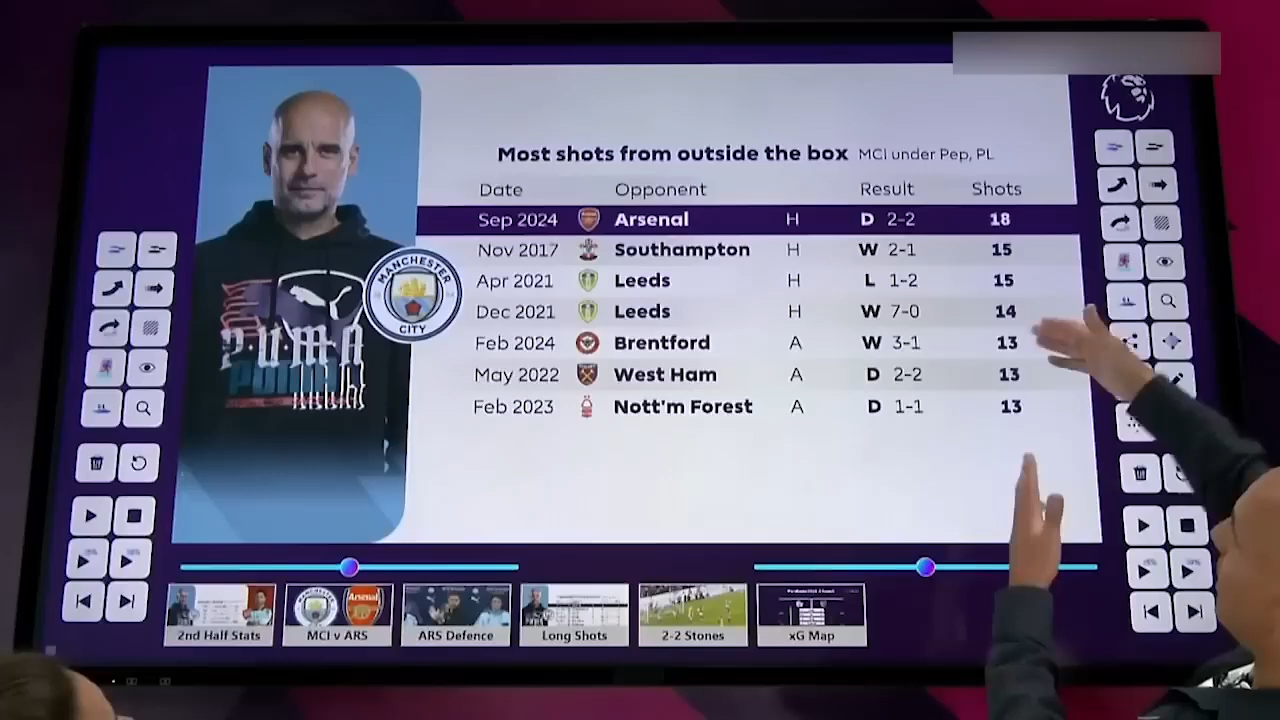 Most shots from outside the box MCI under Pep, PL
Date Opponent Result Shots
Sep 2024 Arsenal H D 2-2 18
Nov 2017 Southampton H W 2-1 15
Apr 2021 Leeds H L 1-2 15
Dec 2021 Leeds H W 7-0 14
Feb 2024 Brentford A W 3-1 13
May 2022 West Ham A D 2-2 13
Feb 2023 Nott'm Forest A D 1-1 13
MANCHESTER
CITY
PUMA
2nd Half Stats
Arsenal
MCI v ARS
ARS Defence
Long Shots
2-2 Stones
xG Map